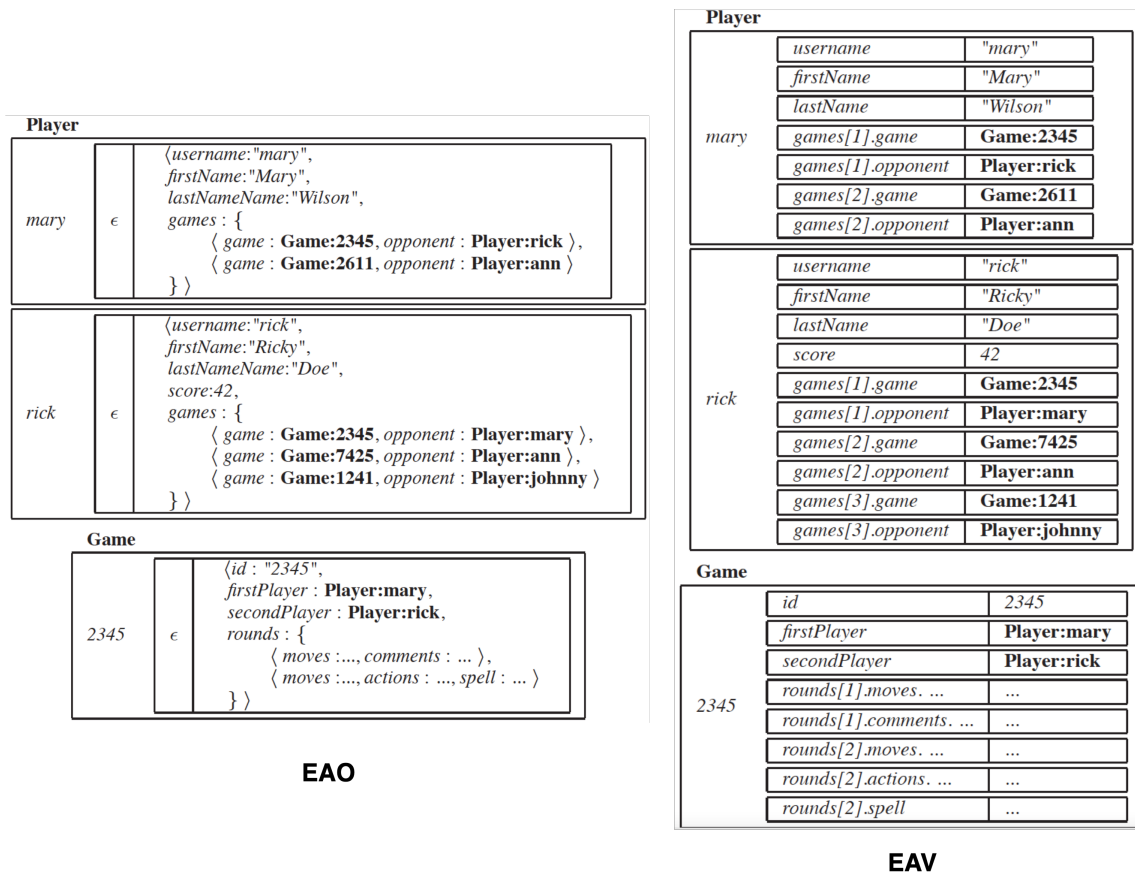 Player
mary
ϵ
⟨username:"mary",
firstName:"Mary",
lastNameName:"Wilson",
games : {
⟨ game : Game:2345, opponent : Player:rick ⟩,
⟨ game : Game:2611, opponent : Player:ann ⟩
} ⟩
rick
ϵ
⟨username:"rick",
firstName:"Ricky",
lastNameName:"Doe",
score:42,
games : {
⟨ game : Game:2345, opponent : Player:mary ⟩,
⟨ game : Game:7425, opponent : Player:ann ⟩,
⟨ game : Game:1241, opponent : Player:johnny ⟩
} ⟩
Game
2345
ϵ
⟨id : "2345",
firstPlayer : Player:mary,
secondPlayer : Player:rick,
rounds : {
⟨ moves :..., comments : ... ⟩,
⟨ moves :..., actions : ..., spell : ... ⟩
} ⟩
EAO
Player
mary
username "mary"
firstName "Mary"
lastName "Wilson"
games[1].game Game:2345
games[1].opponent Player:rick
games[2].game Game:2611
games[2].opponent Player:ann
rick
username "rick"
firstName "Ricky"
lastName "Doe"
score 42
games[1].game Game:2345
games[1].opponent Player:mary
games[2].game Game:7425
games[2].opponent Player:ann
games[3].game Game:1241
games[3].opponent Player:johnny
Game
2345
id 2345
firstPlayer Player:mary
secondPlayer Player:rick
rounds[1].moves. ... ...
rounds[1].comments. ... ...
rounds[2].moves. ... ...
rounds[2].actions. ... ...
rounds[2].spell ...
EAV